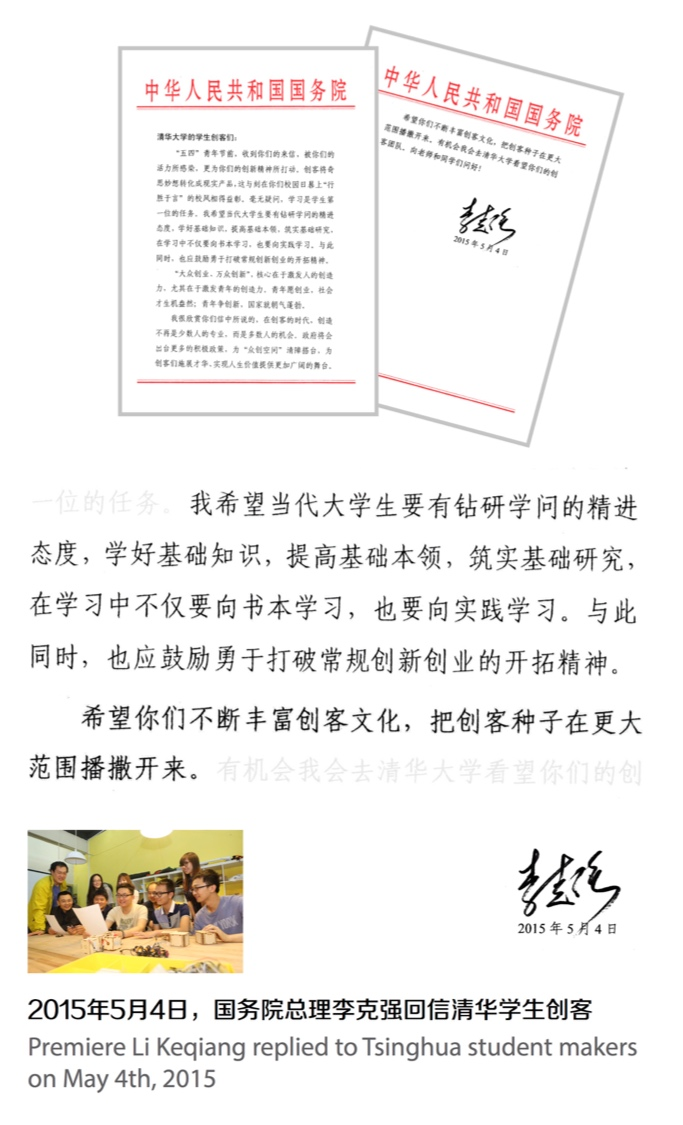 中华人民共和国国务院
清华大学的学生创客们：
“五四”青年节前，收到你们的来信，被你们的
活力所感染，更为你们的创新精神所打动。创客将奇
思妙想转化成现实产品，这与刻在你们校园日晷上“行
胜于言”的校风相得益彰。毫无疑问，学习是学生第
一位的任务。我希望当代大学生要有钻研学问的精进
态度，学好基础知识，提高基础本领，筑实基础研究，
在学习中不仅要向书本学习，也要向实践学习。与此
同时，也应鼓励勇于打破常规创新创业的开拓精神。
“大众创业、万众创新”，核心在于激发人的创造
力，尤其在于激发青年的创造力。青年愿创业，社会
才生机盎然；青年争创新，国家就朝气蓬勃。
我很欣赏你们信中所说的，在创客的时代，创造
不再是少数人的专业，而是多数人的机会。政府将会
出台更多的积极政策，为“众创空间”清障搭台，为
创客们施展才华、实现人生价值提供更加广阔的舞台。
中华人民共和国国务院
希望你们不断丰富创客文化，把创客种子在更大
范围播撒开来。有机会我会去清华大学看望你们的创
客团队。向老师和同学们问好！
李克强
2015年5月4日
一位的任务。我希望当代大学生要有钻研学问的精进
态度，学好基础知识，提高基础本领，筑实基础研究，
在学习中不仅要向书本学习，也要向实践学习。与此
同时，也应鼓励勇于打破常规创新创业的开拓精神。
希望你们不断丰富创客文化，把创客种子在更大
范围播撒开来。有机会我会去清华大学看望你们的创
李克强
2015年5月4日
2015年5月4日，国务院总理李克强回信清华学生创客
Premiere Li Keqiang replied to Tsinghua student makers
on May 4th, 2015